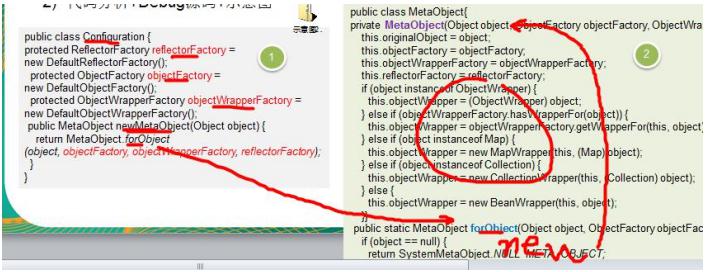 2) 代码分析+Debug源码+示意图
示意图.
public class Configuration {
protected ReflectorFactory reflectorFactory =
new DefaultReflectorFactory();
protected ObjectFactory objectFactory =
new DefaultObjectFactory();
protected ObjectWrapperFactory objectWrapperFactory =
new DefaultObjectWrapperFactory();
public MetaObject newMetaObject(Object object) {
return MetaObject.forObject
(object, objectFactory, objectWrapperFactory, reflectorFactory);
}
}
1
public class MetaObject{
private MetaObject(Object object, ObjectFactory objectFactory, ObjectWra
this.originalObject = object;
this.objectFactory = objectFactory;
this.objectWrapperFactory = objectWrapperFactory;
this.reflectorFactory = reflectorFactory;
if (object instanceof ObjectWrapper) {
this.objectWrapper = (ObjectWrapper) object;
} else if (objectWrapperFactory.hasWrapperFor(object)) {
this.objectWrapper = objectWrapperFactory.getWrapperFor(this, object)
} else if (object instanceof Map) {
this.objectWrapper = new MapWrapper(this, (Map) object);
} else if (object instanceof Collection) {
this.objectWrapper = new CollectionWrapper(this, (Collection) object);
} else {
this.objectWrapper = new BeanWrapper(this, object);
}}
public static MetaObject forObject(Object object, ObjectFactory objectFac
if (object == null) {
return SystemMetaObject.NULL_META_OBJECT;
2
new